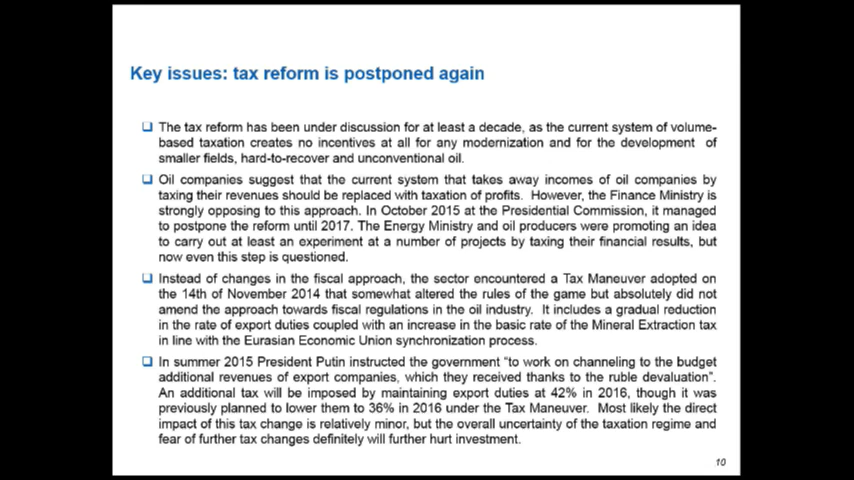 Key issues: tax reform is postponed again
The tax reform has been under discussion for at least a decade, as the current system of volume-
based taxation creates no incentives at all for any modernization and for the development of
smaller fields, hard-to-recover and unconventional oil.
Oil companies suggest that the current system that takes away incomes of oil companies by
taxing their revenues should be replaced with taxation of profits. However, the Finance Ministry is
strongly opposing to this approach. In October 2015 at the Presidential Commission, it managed
to postpone the reform until 2017. The Energy Ministry and oil producers were promoting an idea
to carry out at least an experiment at a number of projects by taxing their financial results, but
now even this step is questioned.
Instead of changes in the fiscal approach, the sector encountered a Tax Maneuver adopted on
the 14th of November 2014 that somewhat altered the rules of the game but absolutely did not
amend the approach towards fiscal regulations in the oil industry. It includes a gradual reduction
in the rate of export duties coupled with an increase in the basic rate of the Mineral Extraction tax
in line with the Eurasian Economic Union synchronization process.
In summer 2015 President Putin instructed the government “to work on channeling to the budget
additional revenues of export companies, which they received thanks to the ruble devaluation”.
An additional tax will be imposed by maintaining export duties at 42% in 2016, though it was
previously planned to lower them to 36% in 2016 under the Tax Maneuver. Most likely the direct
impact of this tax change is relatively minor, but the overall uncertainty of the taxation regime and
fear of further tax changes definitely will further hurt investment.
10